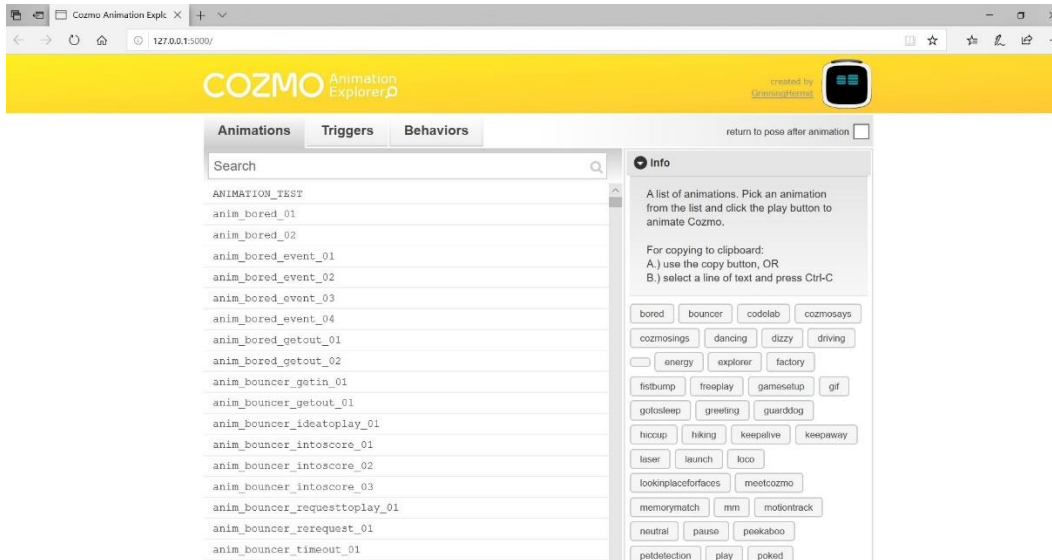 Cozmo Animation Explc
127.0.0.1:5000/
COZMO Animation Explorer
created by
GrinningHermit
Animations Triggers Behaviors
return to pose after animation
Search
ANIMATION_TEST
anim_bored_01
anim_bored_02
anim_bored_event_01
anim_bored_event_02
anim_bored_event_03
anim_bored_event_04
anim_bored_getout_01
anim_bored_getout_02
anim_bouncer_getin_01
anim_bouncer_getout_01
anim_bouncer_ideatoplay_01
anim_bouncer_intoscore_01
anim_bouncer_intoscore_02
anim_bouncer_intoscore_03
anim_bouncer_requesttoplay_01
anim_bouncer_rerequest_01
anim_bouncer_timeout_01
Info
A list of animations. Pick an animation
from the list and click the play button to
animate Cozmo.
For copying to clipboard:
A.) use the copy button, OR
B.) select a line of text and press Ctrl-C
bored bouncer codelab cozmosays
cozmosings dancing dizzy driving
energy explorer factory
fistbump freeplay gamesetup gif
gotosleep greeting guarddog
hiccup hiking keepalive keepaway
laser launch loco
lookinplaceforfaces meetcozmo
memorymatch mm motiontrack
neutral pause peekaboo
petdetection play poked